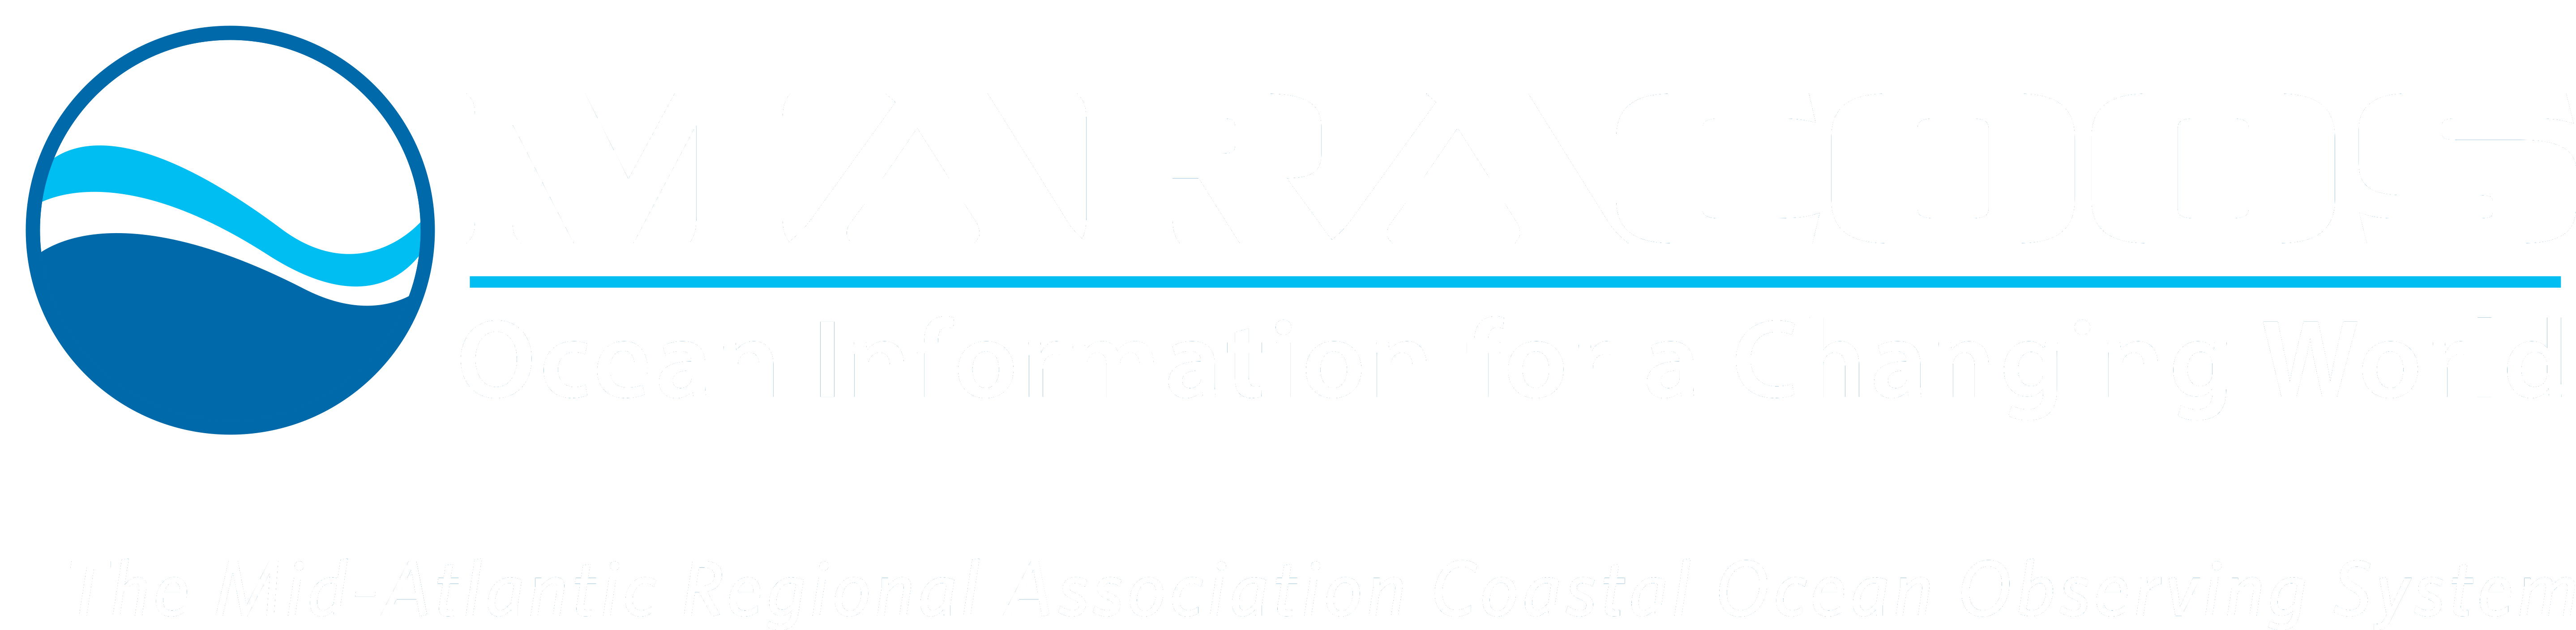 MARACOOS
Ocean Information for a Changing World
The Mid-Atlantic Regional Association Coastal Ocean Observing System